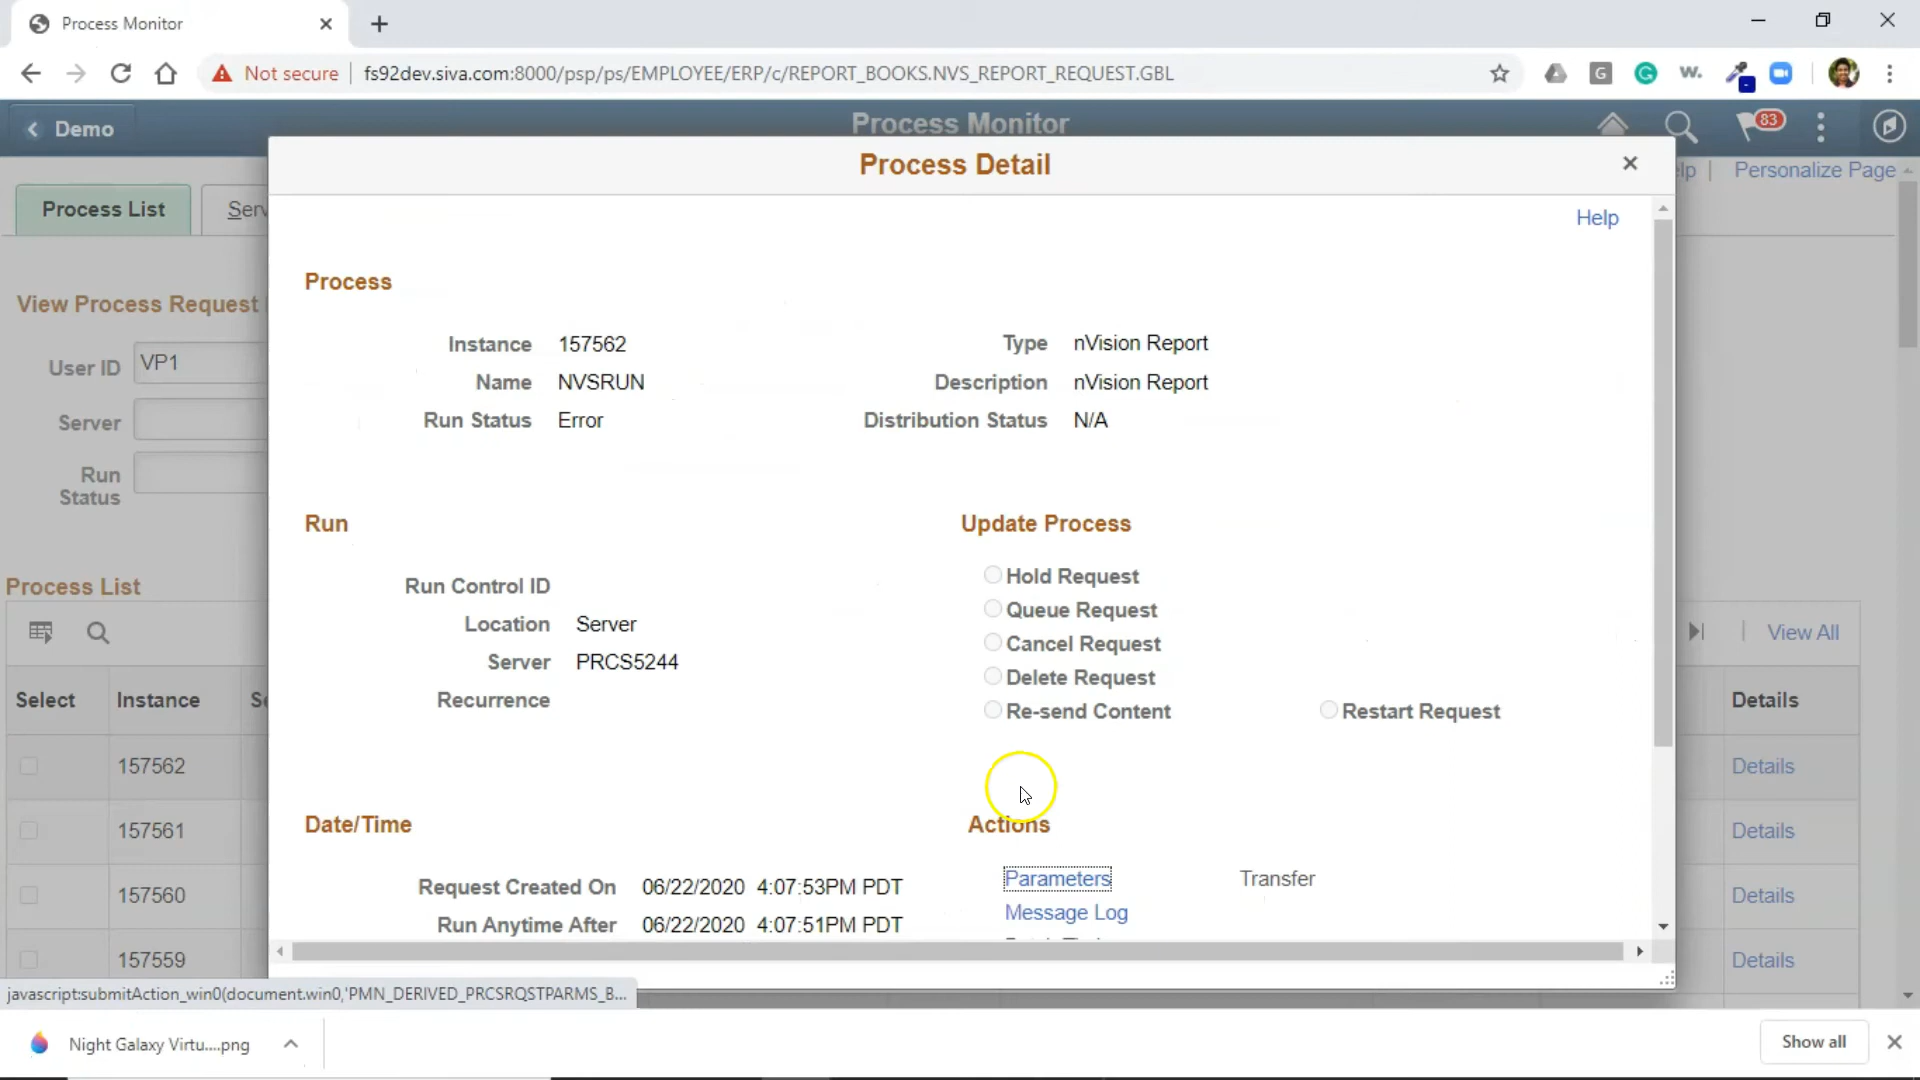 Process Monitor
Not secure
fs92dev.siva.com:8000/psp/ps/EMPLOYEE/ERP/c/REPORT_BOOKS.NVS_REPORT_REQUEST.GBL
Demo
Process Monitor
83
Process Detail
Personalize Page
Process List
Help
Process
View Process Request
Instance 157562 Type nVision Report
User ID VP1
Name NVSRUN Description nVision Report
Server
Run Status Error Distribution Status N/A
Run
Status
Run Update Process
Hold Request
Process List
Run Control ID
Queue Request
Location Server
View All
Cancel Request
Server PRCS5244
Delete Request
Select Instance
Recurrence
Details
Re-send Content Restart Request
157562 Details
Date/Time Actions
157561 Details
Parameters Transfer
Request Created On 06/22/2020 4:07:53PM PDT
157560 Details
Message Log
Run Anytime After 06/22/2020 4:07:51PM PDT
157559 Details
javascript:submitAction_win0(document.win0,'PMN_DERIVED_PRCSRQSTPARMS_B...
Night Galaxy Virtu....png
Show all